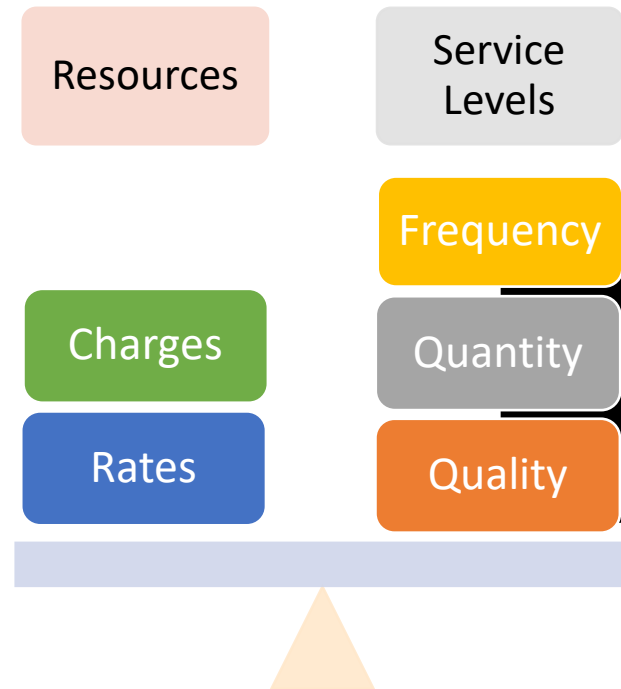 Resources
Service
Levels
Frequency
Charges
Quantity
Rates
Quality